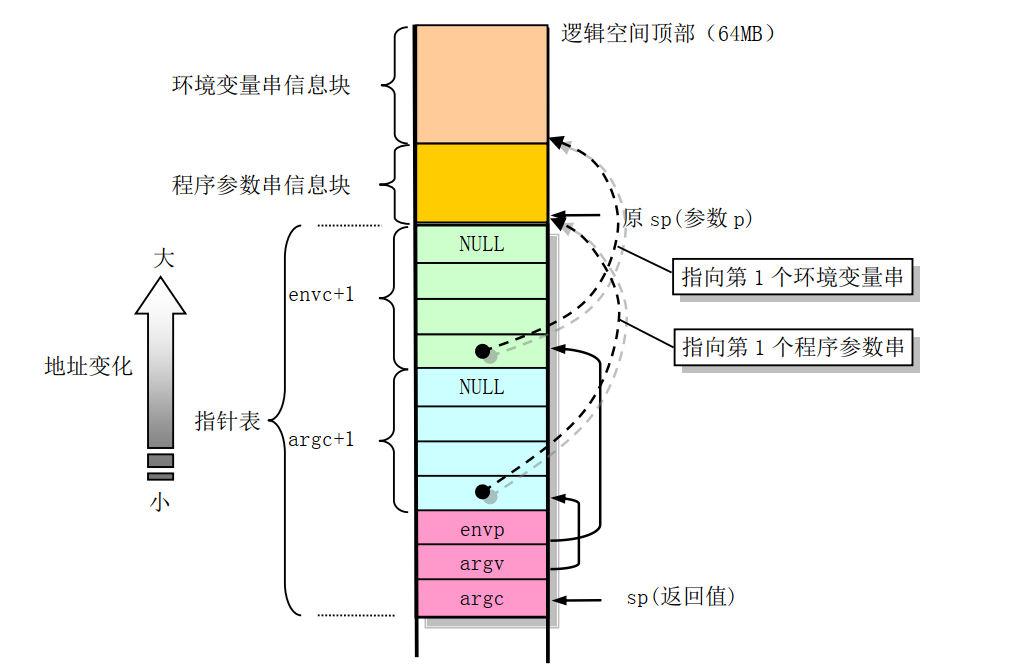 逻辑空间顶部（64MB）
环境变量串信息块
程序参数串信息块
原 sp(参数 p)
NULL
大
指向第 1 个环境变量串
envc+1
指向第 1 个程序参数串
地址变化
NULL
指针表
argc+1
小
envp
argv
argc
sp(返回值)